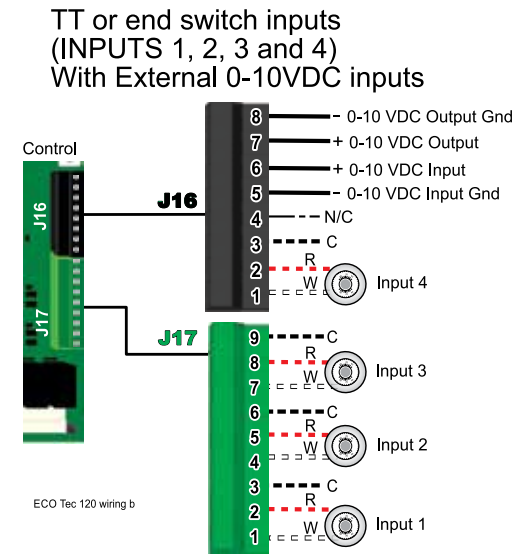 TT or end switch inputs
(INPUTS 1, 2, 3 and 4)
With External 0-10VDC inputs
Control
J16
J17
J16
8 - 0-10 VDC Output Gnd
7 + 0-10 VDC Output
6 + 0-10 VDC Input
5 - 0-10 VDC Input Gnd
4 N/C
3 C
2 R
1 W Input 4
J17
9 C
8 R
7 W Input 3
6 C
5 R
4 W Input 2
3 C
2 R
1 W Input 1
ECO Tec 120 wiring b